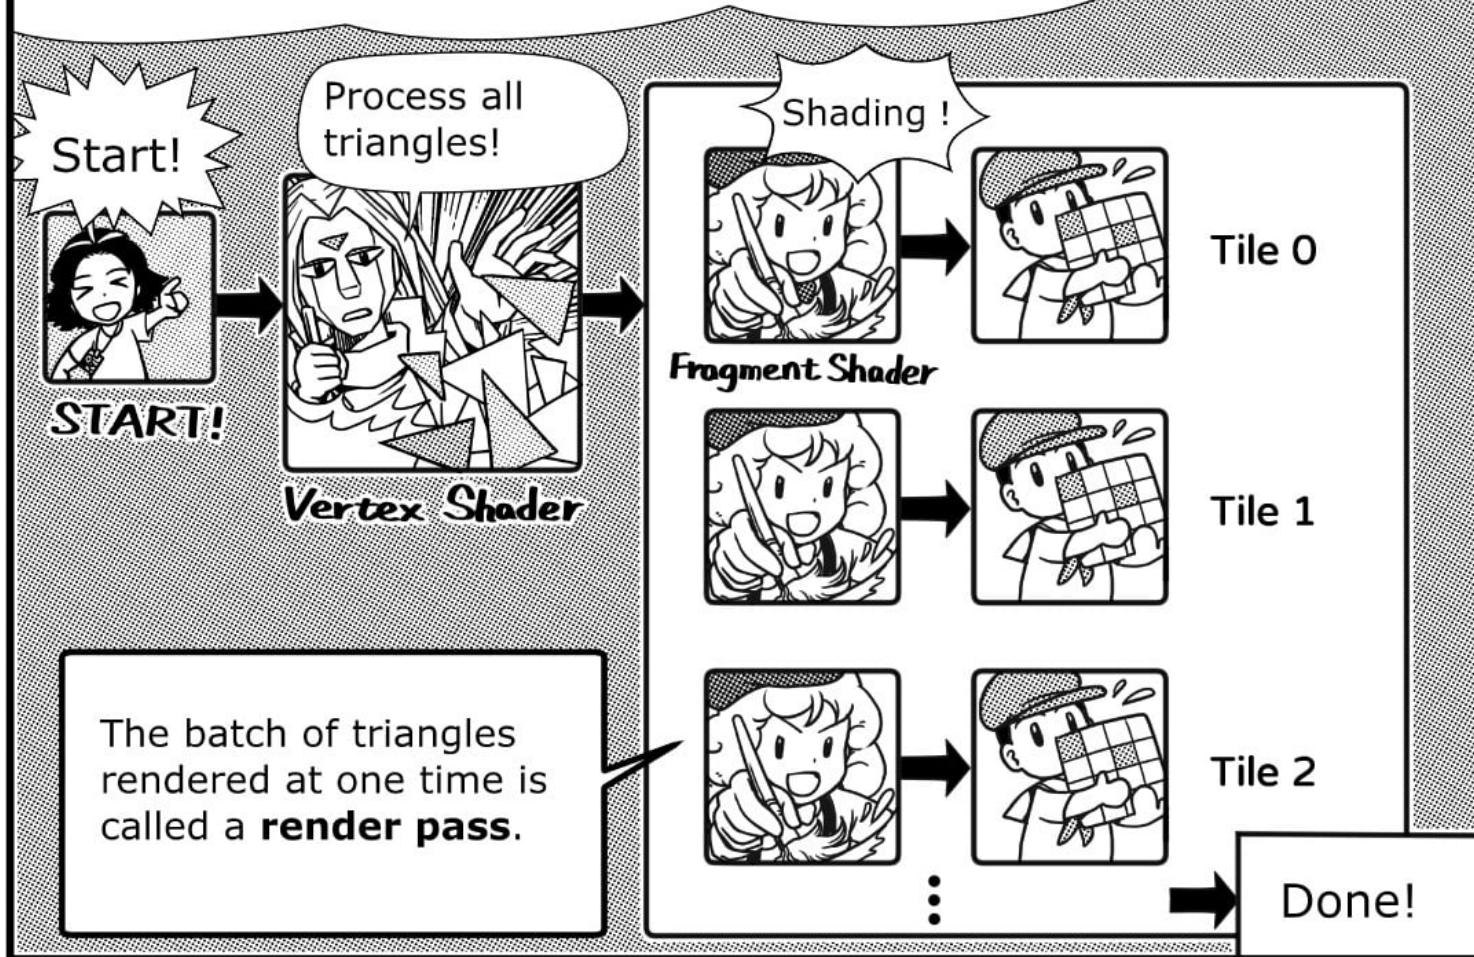 Start!
START!
Process all
triangles!
Vertex Shader
Shading !
Fragment Shader
Tile 0
Tile 1
Tile 2
The batch of triangles
rendered at one time is
called a render pass.
Done!